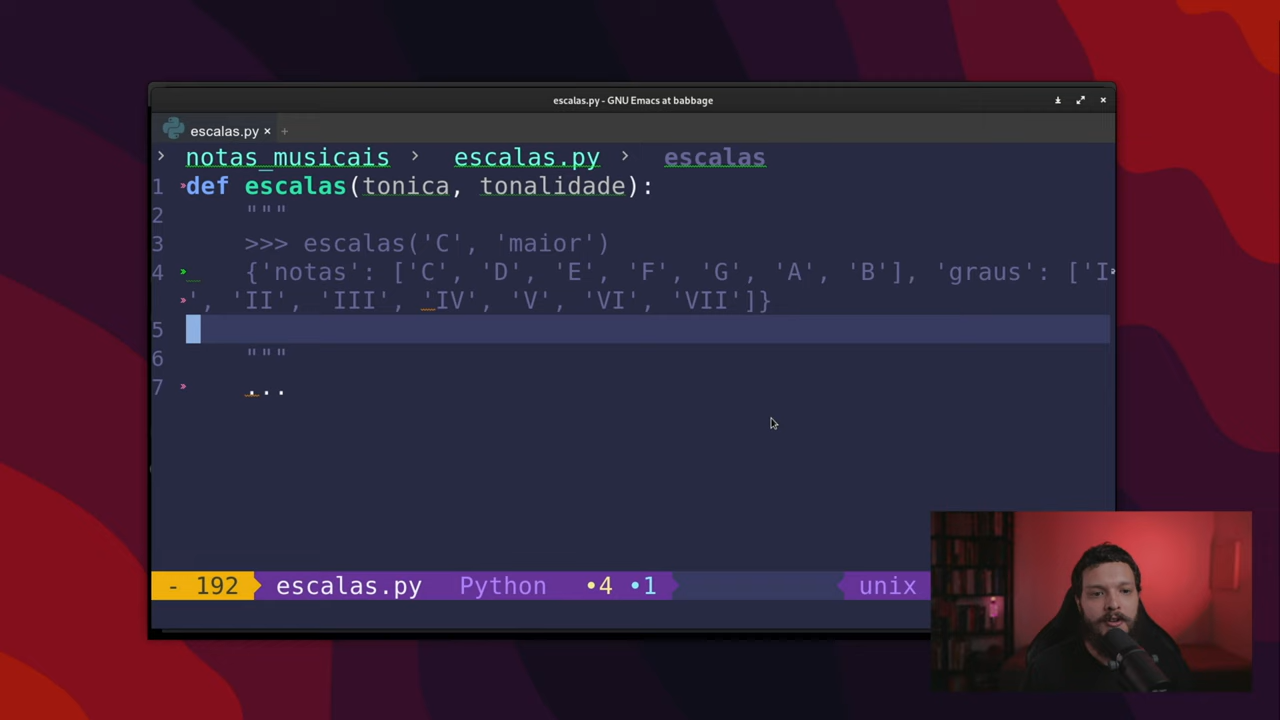 escalas.py - GNU Emacs at babbage
escalas.py × +
> notas_musicais > escalas.py > escalas
1 def escalas(tonica, tonalidade):
2 """
3 >>> escalas('C', 'maior')
4 {'notas': ['C', 'D', 'E', 'F', 'G', 'A', 'B'], 'graus': ['I
', 'II', 'III', 'IV', 'V', 'VI', 'VII']}
5
6 """
7 ...
- 192 escalas.py Python •4 •1 unix